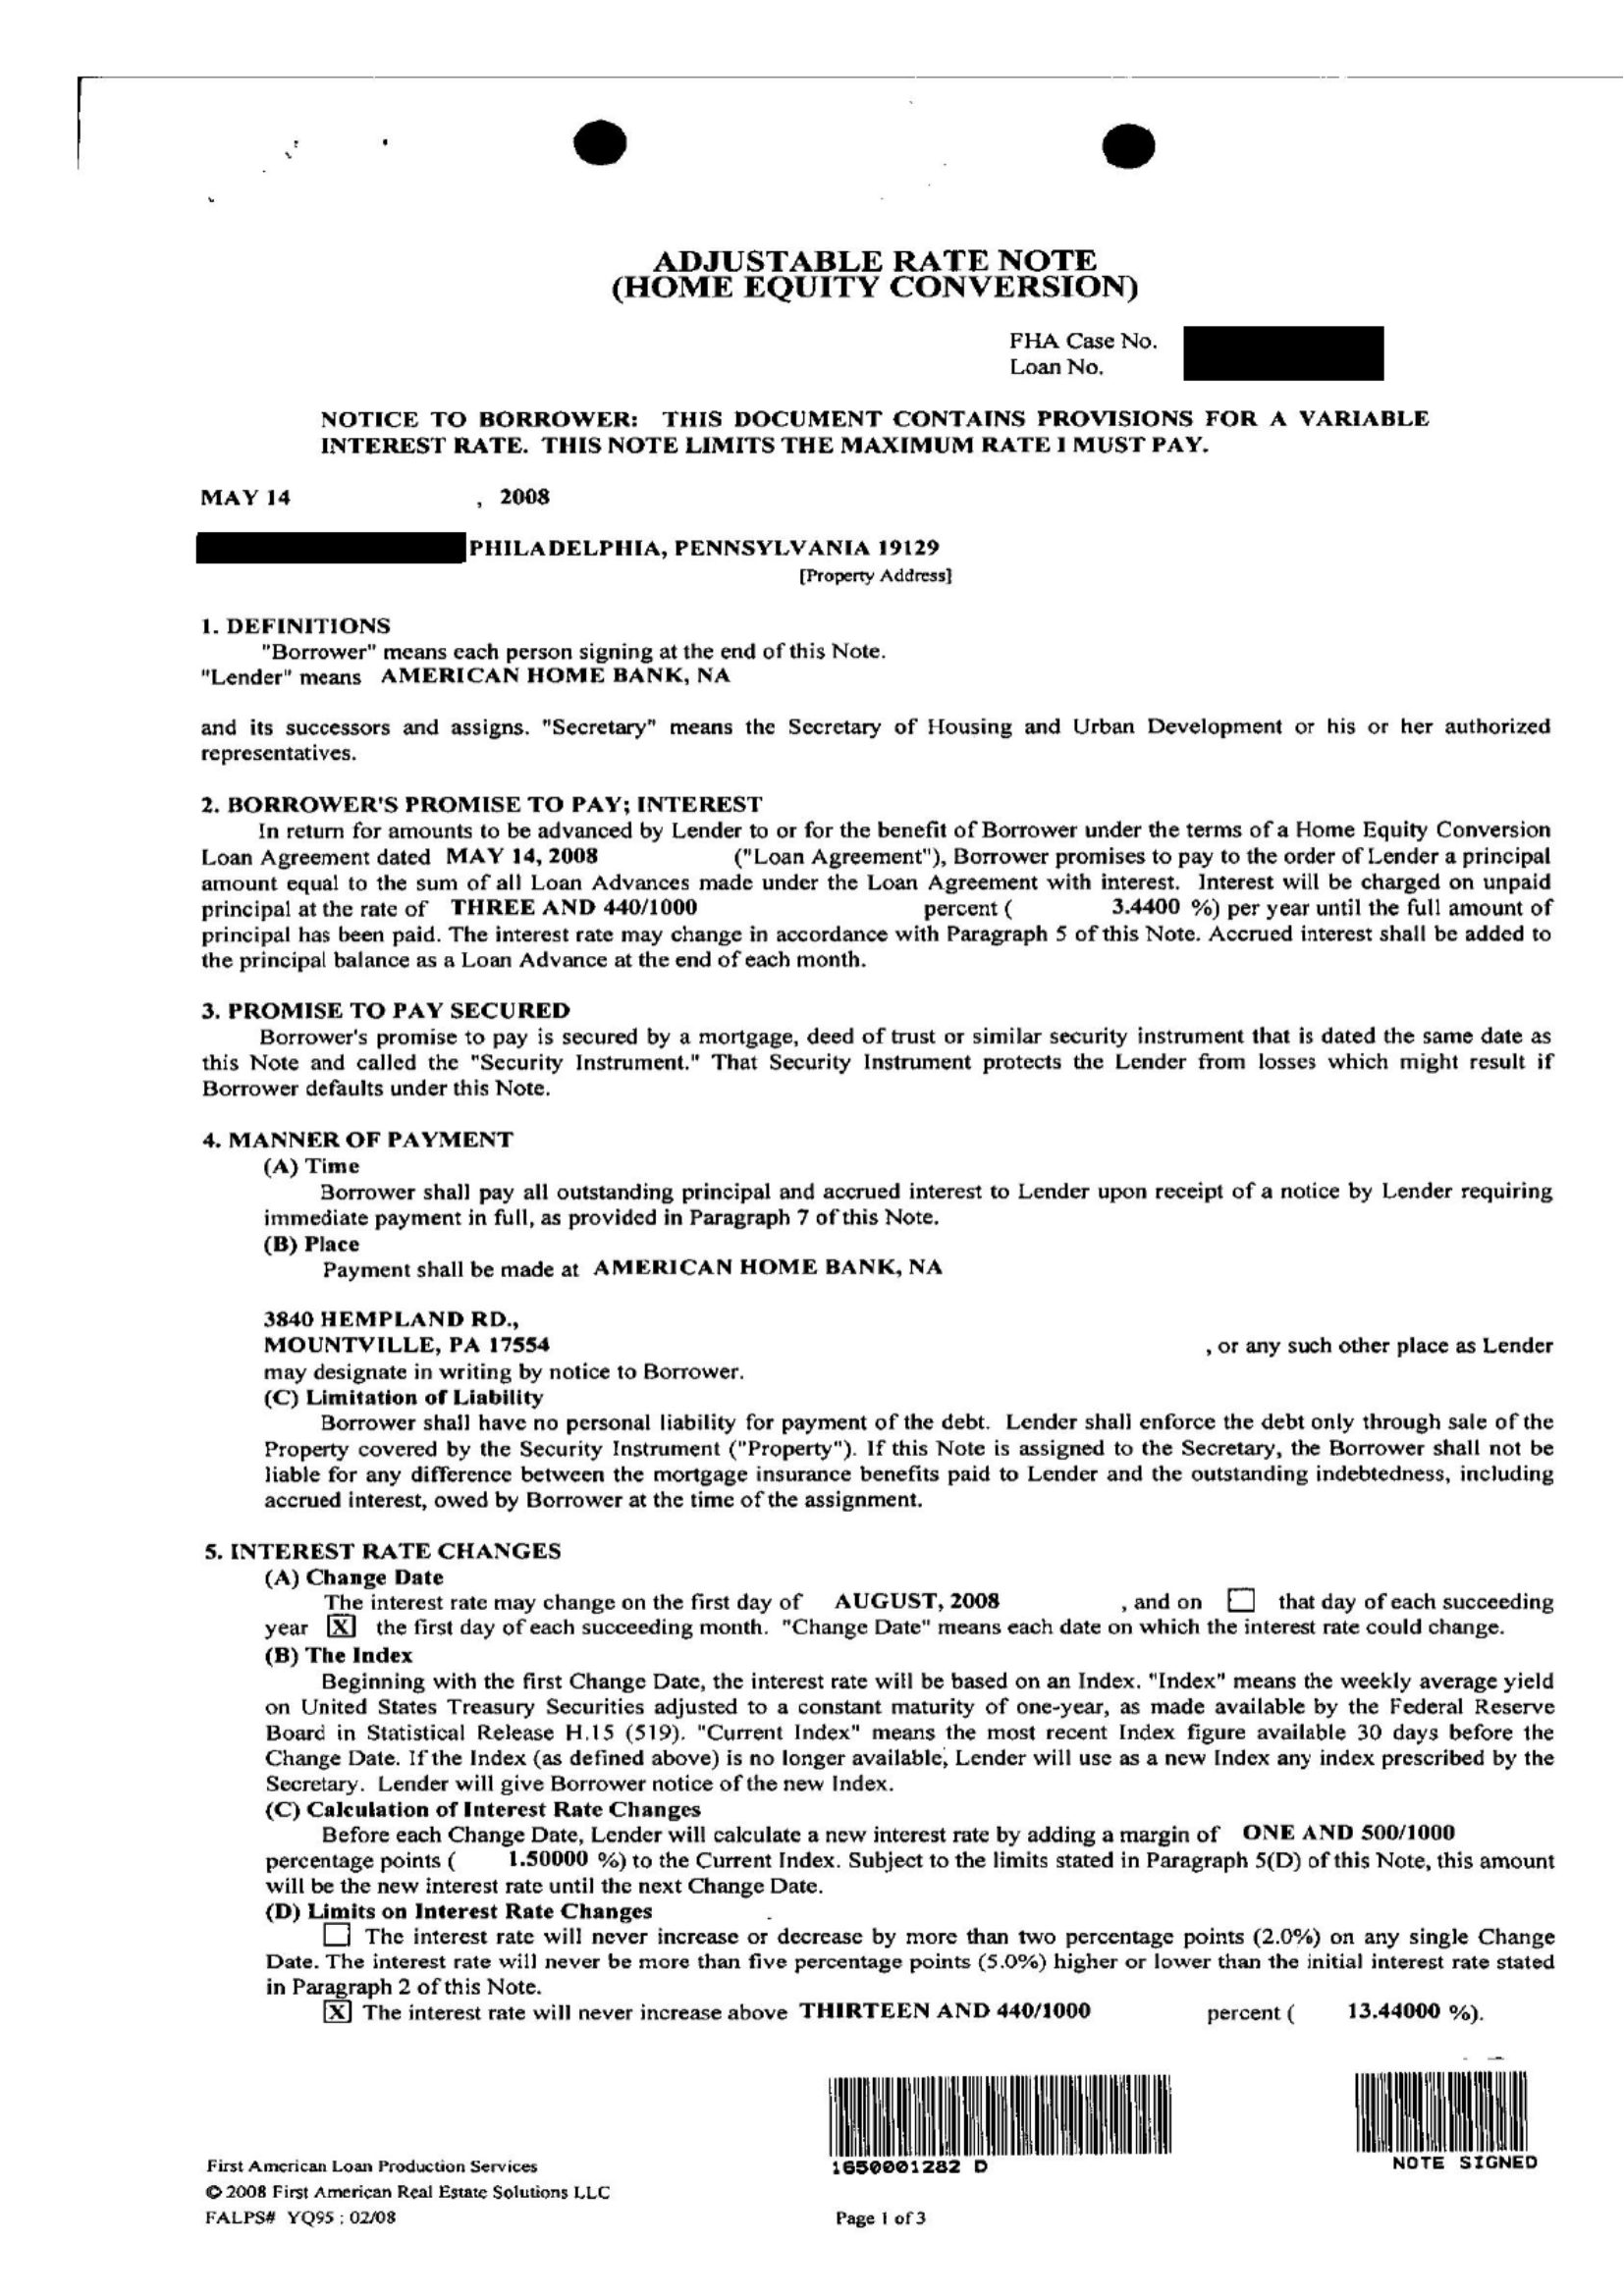 ADJUSTABLE RATE NOTE
(HOME EQUITY CONVERSION)
FHA Case No.
Loan No.
NOTICE TO BORROWER: THIS DOCUMENT CONTAINS PROVISIONS FOR A VARIABLE
INTEREST RATE. THIS NOTE LIMITS THE MAXIMUM RATE I MUST PAY.
MAY 14 , 2008
PHILADELPHIA, PENNSYLVANIA 19129
[Property Address]
1. DEFINITIONS
"Borrower" means each person signing at the end of this Note.
"Lender" means AMERICAN HOME BANK, NA
and its successors and assigns. "Secretary" means the Secretary of Housing and Urban Development or his or her authorized
representatives.
2. BORROWER'S PROMISE TO PAY; INTEREST
In return for amounts to be advanced by Lender to or for the benefit of Borrower under the terms of a Home Equity Conversion
Loan Agreement dated MAY 14, 2008 ("Loan Agreement"), Borrower promises to pay to the order of Lender a principal
amount equal to the sum of all Loan Advances made under the Loan Agreement with interest. Interest will be charged on unpaid
principal at the rate of THREE AND 440/1000 percent ( 3.4400 %) per year until the full amount of
principal has been paid. The interest rate may change in accordance with Paragraph 5 of this Note. Accrued interest shall be added to
the principal balance as a Loan Advance at the end of each month.
3. PROMISE TO PAY SECURED
Borrower's promise to pay is secured by a mortgage, deed of trust or similar security instrument that is dated the same date as
this Note and called the "Security Instrument." That Security Instrument protects the Lender from losses which might result if
Borrower defaults under this Note.
4. MANNER OF PAYMENT
(A) Time
Borrower shall pay all outstanding principal and accrued interest to Lender upon receipt of a notice by Lender requiring
immediate payment in full, as provided in Paragraph 7 of this Note.
(B) Place
Payment shall be made at AMERICAN HOME BANK, NA
3840 HEMPLAND RD.,
MOUNTVILLE, PA 17554 , or any such other place as Lender
may designate in writing by notice to Borrower.
(C) Limitation of Liability
Borrower shall have no personal liability for payment of the debt. Lender shall enforce the debt only through sale of the
Property covered by the Security Instrument ("Property"). If this Note is assigned to the Secretary, the Borrower shall not be
liable for any difference between the mortgage insurance benefits paid to Lender and the outstanding indebtedness, including
accrued interest, owed by Borrower at the time of the assignment.
5. INTEREST RATE CHANGES
(A) Change Date
The interest rate may change on the first day of AUGUST, 2008 , and on ☐ that day of each succeeding
year [X] the first day of each succeeding month. "Change Date" means each date on which the interest rate could change.
(B) The Index
Beginning with the first Change Date, the interest rate will be based on an Index. "Index" means the weekly average yield
on United States Treasury Securities adjusted to a constant maturity of one-year, as made available by the Federal Reserve
Board in Statistical Release H.15 (519). "Current Index" means the most recent Index figure available 30 days before the
Change Date. If the Index (as defined above) is no longer available, Lender will use as a new Index any index prescribed by the
Secretary. Lender will give Borrower notice of the new Index.
(C) Calculation of Interest Rate Changes
Before each Change Date, Lender will calculate a new interest rate by adding a margin of ONE AND 500/1000
percentage points ( 1.50000 %) to the Current Index. Subject to the limits stated in Paragraph 5(D) of this Note, this amount
will be the new interest rate until the next Change Date.
(D) Limits on Interest Rate Changes
☐ The interest rate will never increase or decrease by more than two percentage points (2.0%) on any single Change
Date. The interest rate will never be more than five percentage points (5.0%) higher or lower than the initial interest rate stated
in Paragraph 2 of this Note.
[X] The interest rate will never increase above THIRTEEN AND 440/1000 percent ( 13.44000 %).
1650001282 D
NOTE SIGNED
First American Loan Production Services
© 2008 First American Real Estate Solutions LLC
FALPS# YQ95 : 02/08
Page 1 of 3